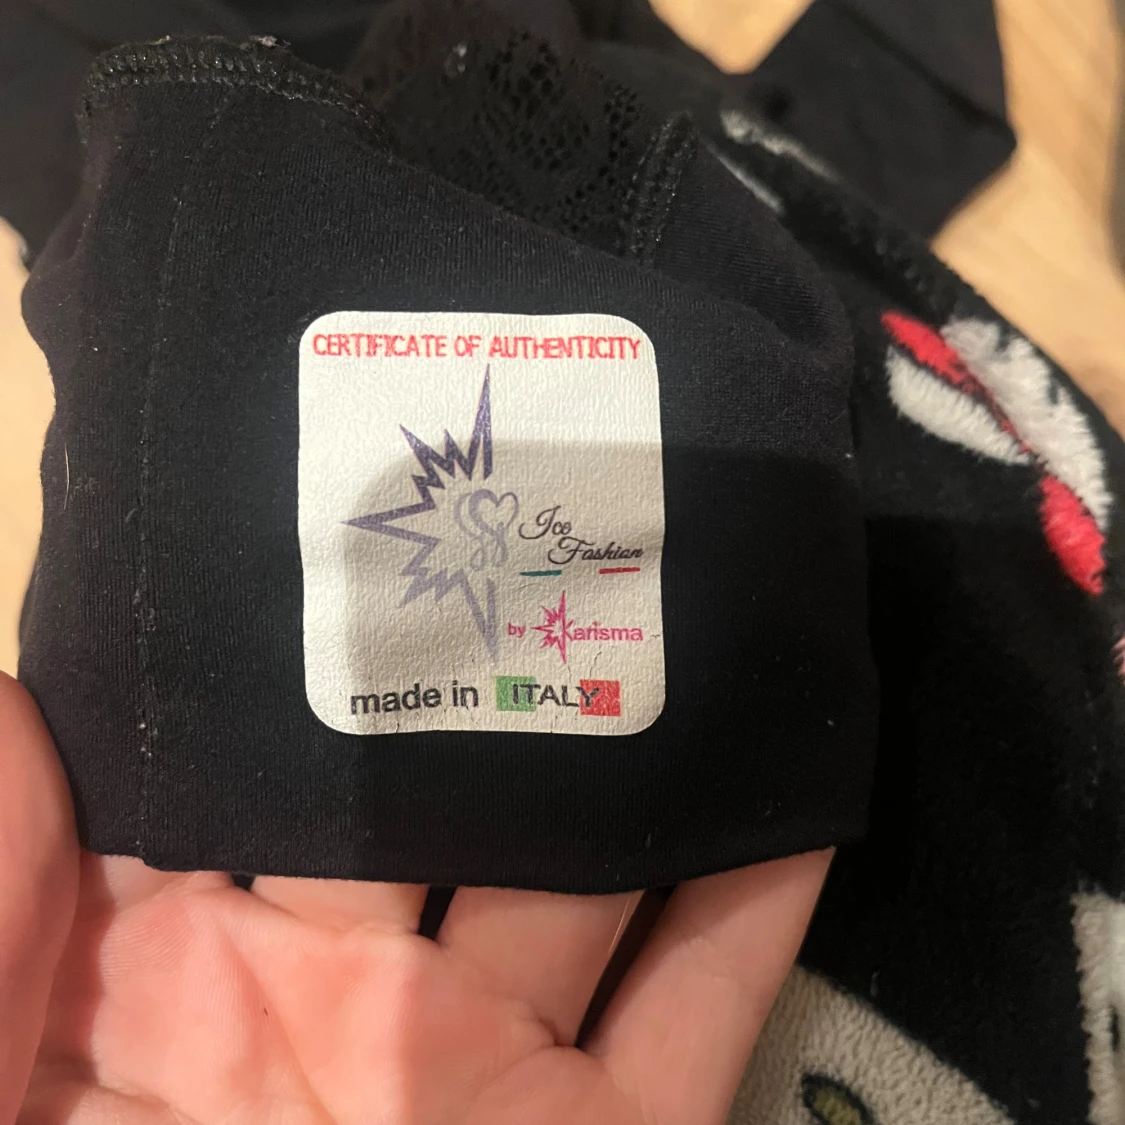 CERTIFICATE OF AUTHENTICITY
Ice
Fashion
by Karisma
made in ITALY